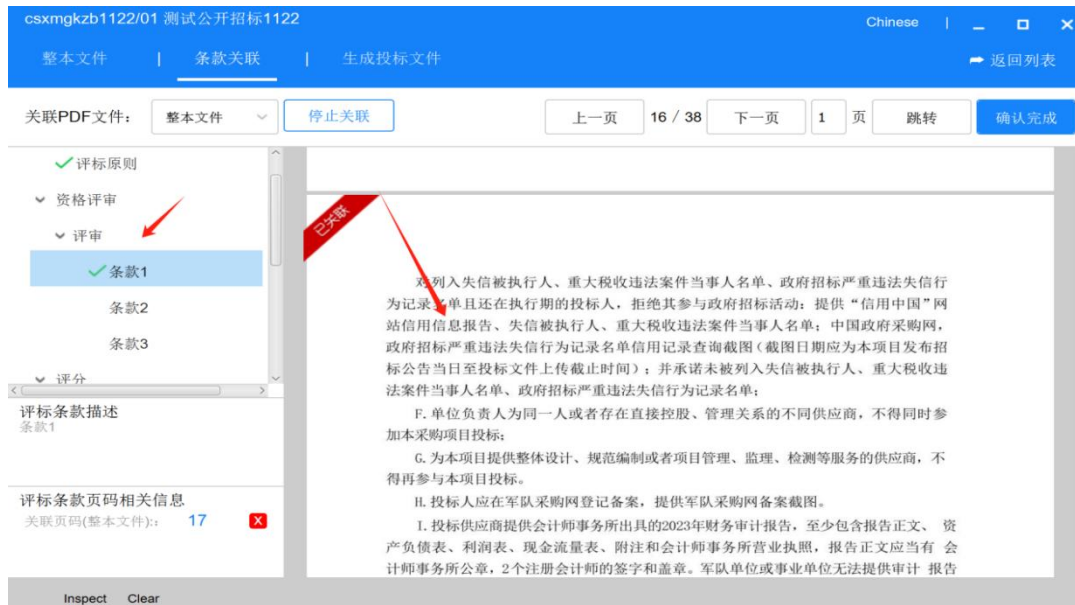 csxmgkzb1122/01 测试公开招标1122
Chinese |
整本文件 | 条款关联 | 生成投标文件
返回列表
关联PDF文件: 整本文件 停止关联 上一页 16 / 38 下一页 1 页 跳转 确认完成
评标原则
资格评审
评审
条款1
条款2
条款3
评分
评标条款描述
条款1
评标条款页码相关信息
关联页码(整本文件):: 17 X
已关联
对列入失信被执行人、重大税收违法案件当事人名单、政府招标严重违法失信行
为记录名单且还在执行期的投标人，拒绝其参与政府招标活动: 提供“信用中国”网
站信用信息报告、失信被执行人、重大税收违法案件当事人名单; 中国政府采购网,
政府招标严重违法失信行为记录名单信用记录查询截图(截图日期应为本项目发布招
标公告当日至投标文件上传截止时间); 并承诺未被列入失信被执行人、重大税收违
法案件当事人名单、政府招标严重违法失信行为记录名单;
F. 单位负责人为同一人或者存在直接控股、管理关系的不同供应商，不得同时参
加本采购项目投标;
G. 为本项目提供整体设计、规范编制或者项目管理、监理、检测等服务的供应商，不
得再参与本项目投标。
H. 投标人应在军队采购网登记备案，提供军队采购网备案截图。
I. 投标供应商提供会计师事务所出具的2023年财务审计报告，至少包含报告正文、 资
产负债表、利润表、现金流量表、附注和会计师事务所营业执照，报告正文应当有 会
计师事务所公章，2个注册会计师的签字和盖章。军队单位或事业单位无法提供审计 报告
Inspect Clear